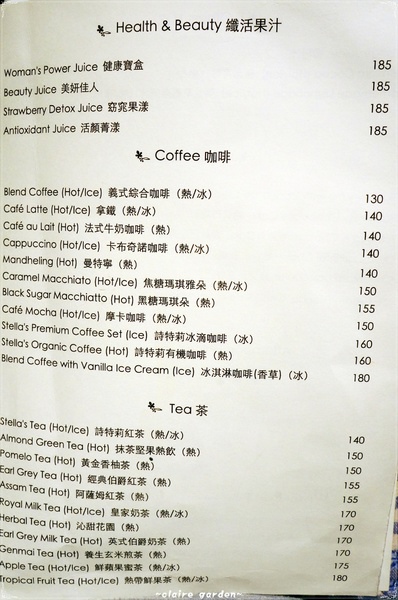 Health & Beauty 纖活果汁
Woman's Power Juice 健康寶盒 185
Beauty Juice 美妍佳人 185
Strawberry Detox Juice 窈窕果漾 185
Antioxidant Juice 活顏菁漾 185
Coffee 咖啡
Blend Coffee (Hot/Ice) 義式綜合咖啡（熱/冰） 130
Café Latte (Hot/Ice) 拿鐵（熱/冰） 140
Café au Lait (Hot) 法式牛奶咖啡（熱） 140
Cappuccino (Hot/Ice) 卡布奇諾咖啡（熱/冰） 140
Mandheling (Hot) 曼特寧（熱） 140
Caramel Macchiato (Hot/Ice) 焦糖瑪琪雅朵（熱/冰） 150
Black Sugar Macchiatto (Hot) 黑糖瑪琪朵（熱） 155
Café Mocha (Hot/Ice) 摩卡咖啡（熱/冰） 150
Stella's Premium Coffee Set (Ice) 詩特莉冰滴咖啡（冰） 160
Stella's Organic Coffee (Hot) 詩特莉有機咖啡（熱） 160
Blend Coffee with Vanilla Ice Cream (Ice) 冰淇淋咖啡(香草)（冰） 180
Tea 茶
Stella's Tea (Hot/Ice) 詩特莉紅茶（熱/冰） 140
Almond Green Tea (Hot) 抹茶堅果熱飲（熱） 150
Pomelo Tea (Hot) 黃金香柚茶（熱） 150
Earl Grey Tea (Hot) 經典伯爵紅茶（熱） 155
Assam Tea (Hot) 阿薩姆紅茶（熱） 155
Royal Milk Tea (Hot/Ice) 皇家奶茶（熱/冰） 170
Herbal Tea (Hot) 沁甜花園（熱） 170
Earl Grey Milk Tea (Hot) 英式伯爵奶茶（熱） 170
Genmai Tea (Hot) 養生玄米煎茶（熱） 170
Apple Tea (Hot/Ice) 鮮蘋果蜜茶（熱/冰） 175
Tropical Fruit Tea (Hot/Ice) 熱帶鮮果茶（熱/冰） 180
~claire garden~